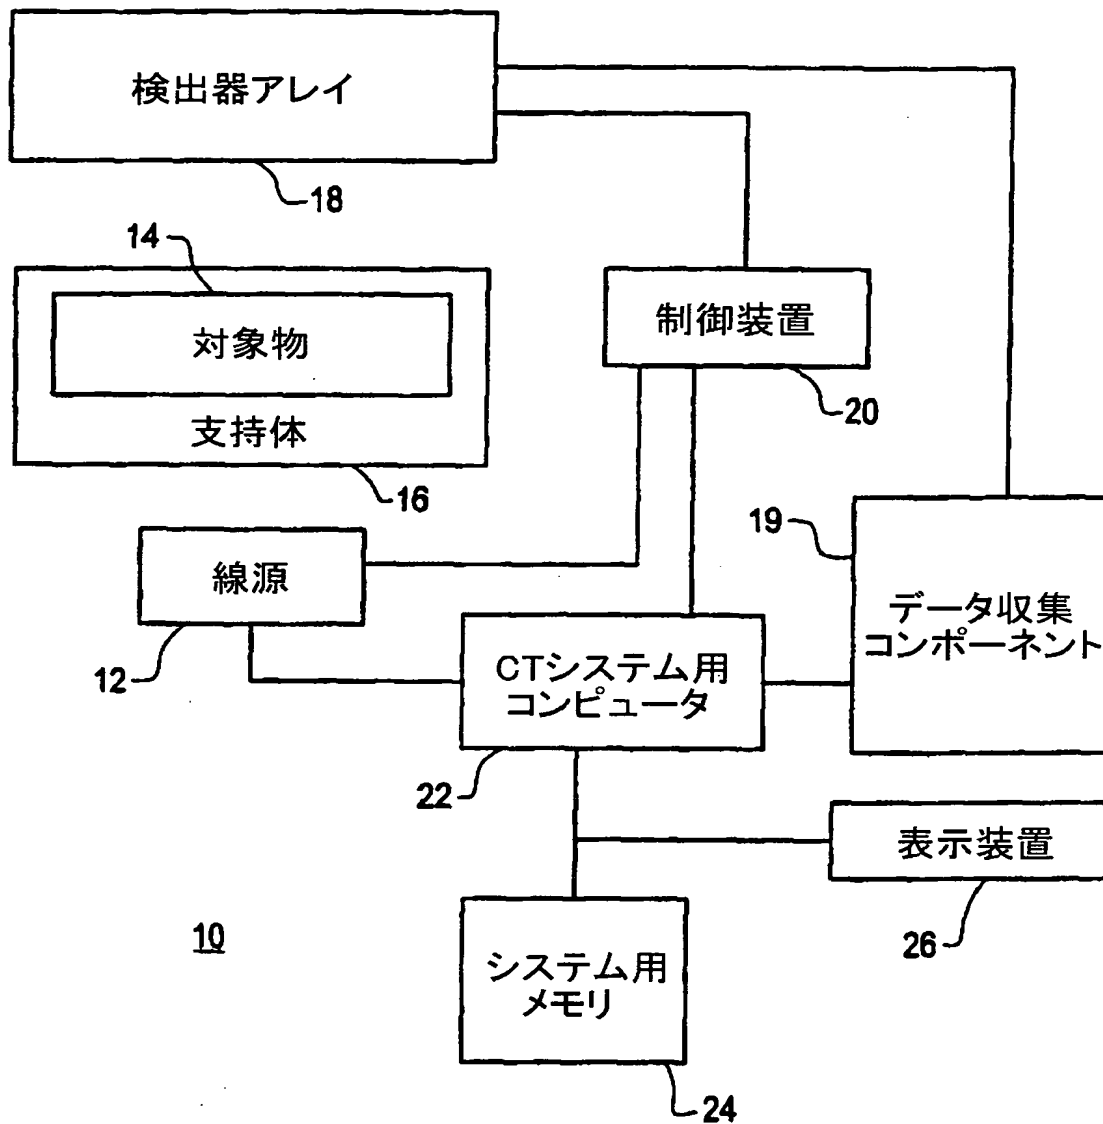 検出器アレイ
18
14
対象物
支持体
16
制御装置
20
線源
12
19
データ収集
コンポーネント
CTシステム用
コンピュータ
22
表示装置
26
10
システム用
メモリ
24